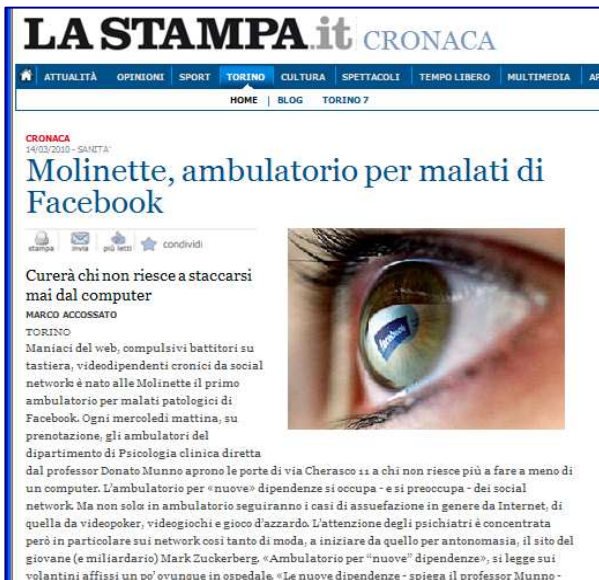 LA STAMPA.it CRONACA
ATTUALITÀ OPINIONI SPORT TORINO CULTURA SPETTACOLI TEMPO LIBERO MULTIMEDIA
HOME | BLOG TORINO 7
CRONACA
14/03/2010 - SANITA'
Molinette, ambulatorio per malati di
Facebook
stampa invia più letti condividi
Curerà chi non riesce a staccarsi
mai dal computer
MARCO ACCOSSATO
TORINO
Maniaci del web, compulsivi battitori su
tastiera, videodipendenti cronici da social
network: è nato alle Molinette il primo
ambulatorio per malati patologici di
Facebook. Ogni mercoledì mattina, su
prenotazione, gli ambulatori del
dipartimento di Psicologia clinica diretta
dal professor Donato Munno aprono le porte di via Cherasco 11 a chi non riesce più a fare a meno di
un computer. L'ambulatorio per «nuove» dipendenze si occupa - e si preoccupa - dei social
network. Ma non solo: in ambulatorio seguiranno i casi di assuefazione in genere da Internet, di
quella da videopoker, videogiochi e gioco d'azzardo. L'attenzione degli psichiatri è concentrata
però in particolare sui network così tanto di moda, a iniziare da quello per antonomasia, il sito del
giovane (e miliardario) Mark Zuckerberg. «Ambulatorio per "nuove" dipendenze», si legge sui
volantini affissi un po' ovunque in ospedale. «Le nuove dipendenze - spiega il professor Munno -
facebook